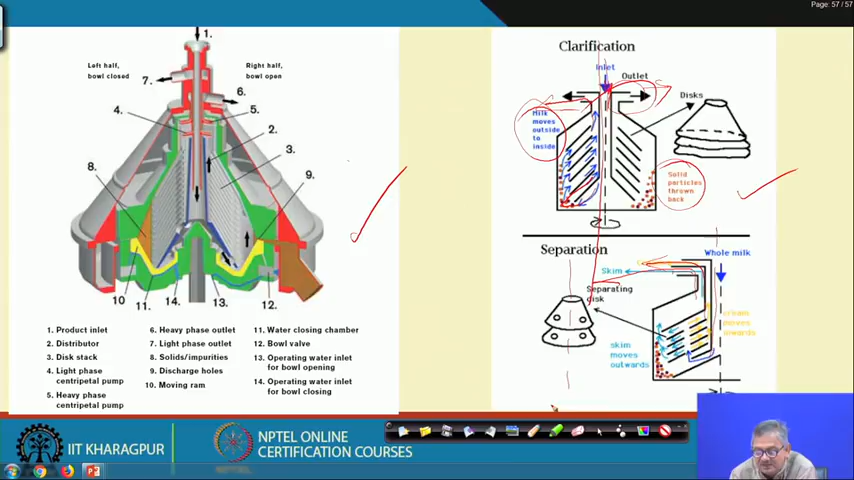 Page: 57 / 57
1.
Left half,
bowl closed
Right half,
bowl open
7.
6.
4.
5.
2.
3.
8.
9.
10
11.
14.
13.
12.
1. Product inlet
2. Distributor
3. Disk stack
4. Light phase
centripetal pump
5. Heavy phase
centripetal pump
6. Heavy phase outlet
7. Light phase outlet
8. Solids/impurities
9. Discharge holes
10. Moving ram
11. Water closing chamber
12. Bowl valve
13. Operating water inlet
for bowl opening
14. Operating water inlet
for bowl closing
Clarification
Inlet
Outlet
Disks
Milk
moves
outside
to
inside
Solid
particles
thrown
back
Separation
Whole milk
Skim
Separating
disk
cream
moves
inwards
skim
moves
outwards
IIT KHARAGPUR
NPTEL ONLINE
CERTIFICATION COURSES